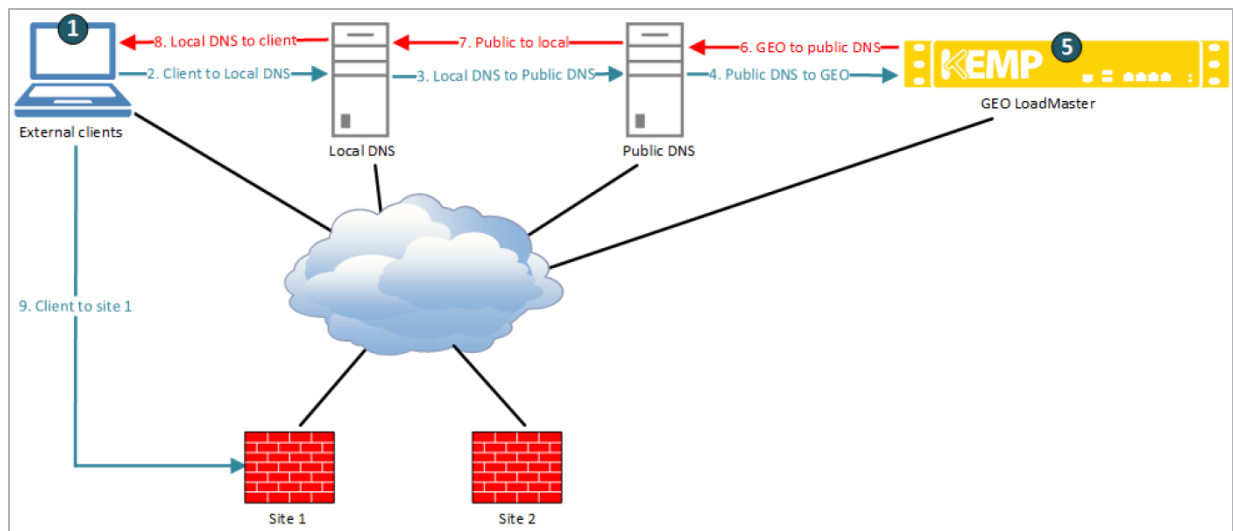 1
8. Local DNS to client
7. Public to local
6. GEO to public DNS
5
KEMP
2. Client to Local DNS
3. Local DNS to Public DNS
4. Public DNS to GEO
GEO LoadMaster
External clients
Local DNS
Public DNS
9. Client to site 1
Site 1
Site 2